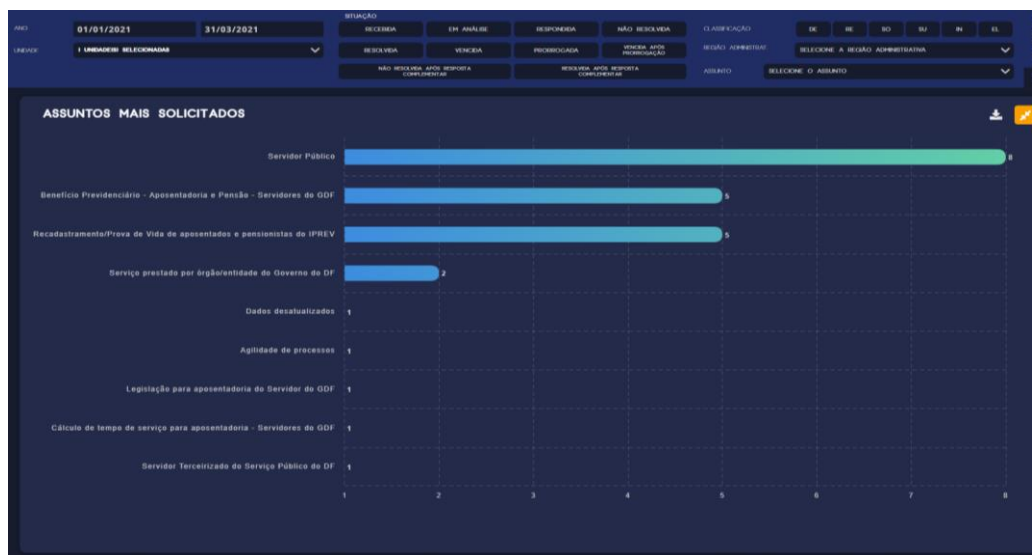 SITUAÇÃO
ANO
01/01/2021
31/03/2021
RECEBIDA
EM ANÁLISE
RESPONDIDA
NÃO RESOLVIDA
CLASSIFICAÇÃO
DE
RE
SO
SU
IN
EL
UNIDADE
1 UNIDADE(S) SELECIONADAS
RESOLVIDA
VENCIDA
PRORROGADA
VENCIDA APÓS
PRORROGAÇÃO
REGIÃO ADMINISTRAT
SELECIONE A REGIÃO ADMINISTRATIVA
NÃO RESOLVIDA APÓS RESPOSTA
COMPLEMENTAR
RESOLVIDA APÓS RESPOSTA
COMPLEMENTAR
ASSUNTO
SELECIONE O ASSUNTO
ASSUNTOS MAIS SOLICITADOS
Servidor Público 8
Benefício Previdenciário - Aposentadoria e Pensão - Servidores do GDF 5
Recadastramento/Prova de Vida de aposentados e pensionistas do IPREV 5
Serviço prestado por órgão/entidade do Governo do DF 2
Dados desatualizados 1
Agilidade de processos 1
Legislação para aposentadoria do Servidor do GDF 1
Cálculo de tempo de serviço para aposentadoria - Servidores do GDF 1
Servidor Terceirizado do Serviço Público do DF 1
1 2 3 4 5 6 7 8